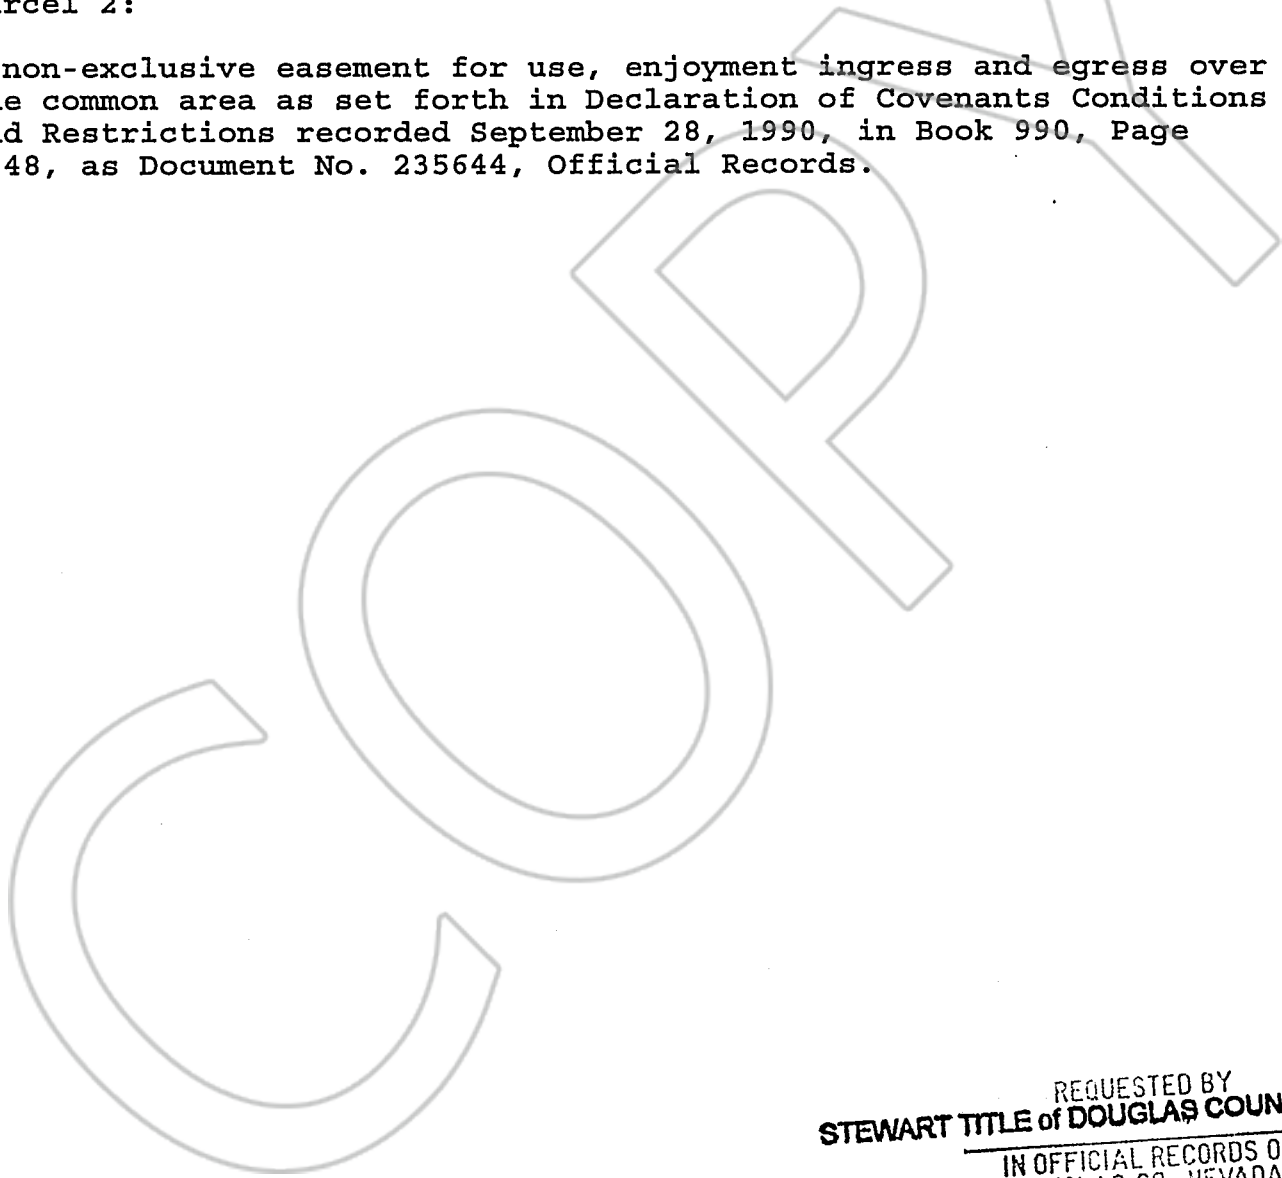 rcel 2:
non-exclusive easement for use, enjoyment ingress and egress over
e common area as set forth in Declaration of Covenants Conditions
d Restrictions recorded September 28, 1990, in Book 990, Page
48, as Document No. 235644, Official Records.
COPY
REQUESTED BY
STEWART TITLE of DOUGLAS COUN
IN OFFICIAL RECORDS O
NEVADA